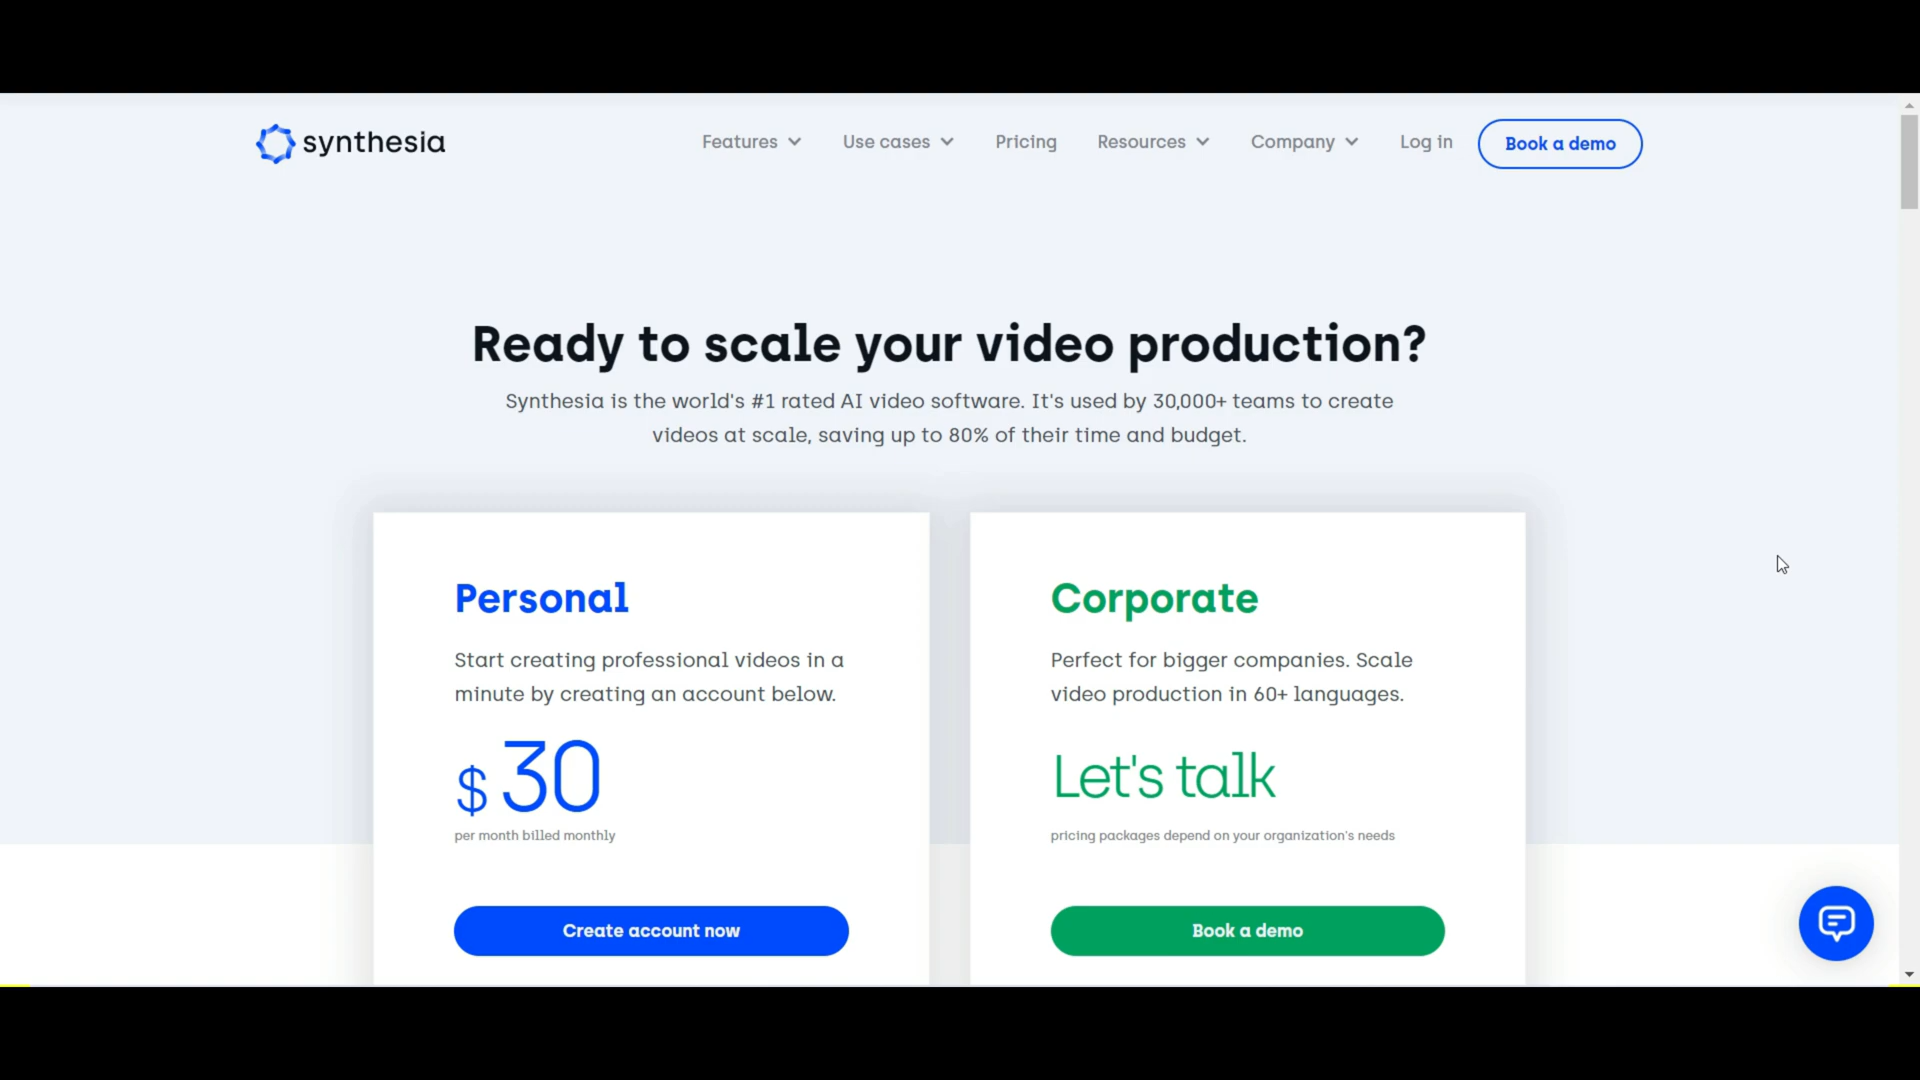 synthesia
Features
Use cases
Pricing
Resources
Company
Log in
Book a demo
Ready to scale your video production?
Synthesia is the world's #1 rated AI video software. It's used by 30,000+ teams to create
videos at scale, saving up to 80% of their time and budget.
Personal
Start creating professional videos in a
minute by creating an account below.
$ 30
per month billed monthly
Create account now
Corporate
Perfect for bigger companies. Scale
video production in 60+ languages.
Let's talk
pricing packages depend on your organization's needs
Book a demo